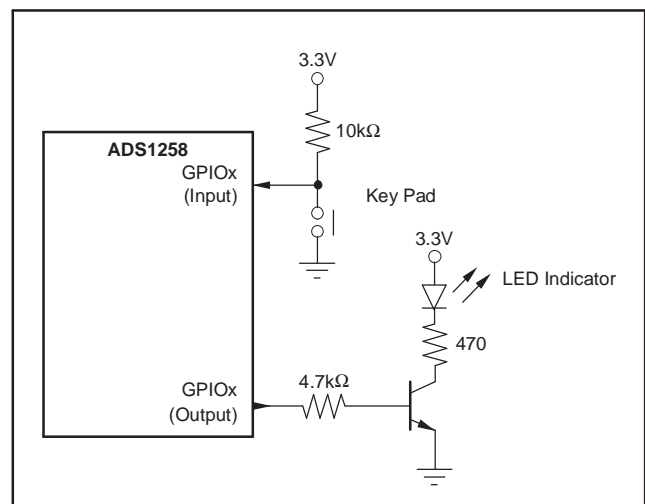 3.3V
10kΩ
ADS1258
GPIOx
(Input)
Key Pad
3.3V
LED Indicator
470
GPIOx
(Output)
4.7kΩ